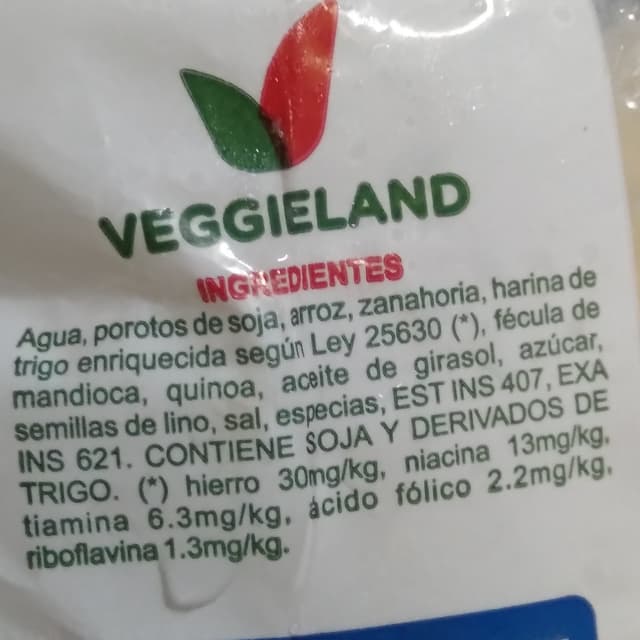 VEGGIELAND
INGREDIENTES
Agua, porotos de soja, arroz, zanahoria, harina de
trigo enriquecida según Ley 25630 (*), fécula de
mandioca, quinoa, aceite de girasol, azúcar,
semillas de lino, sal, especias, EST INS 407, EXA
INS 621. CONTIENE SOJA Y DERIVADOS DE
TRIGO. (*) hierro 30mg/kg, niacina 13mg/kg,
tiamina 6.3mg/kg, ácido fólico 2.2mg/kg,
riboflavina 1.3mg/kg.